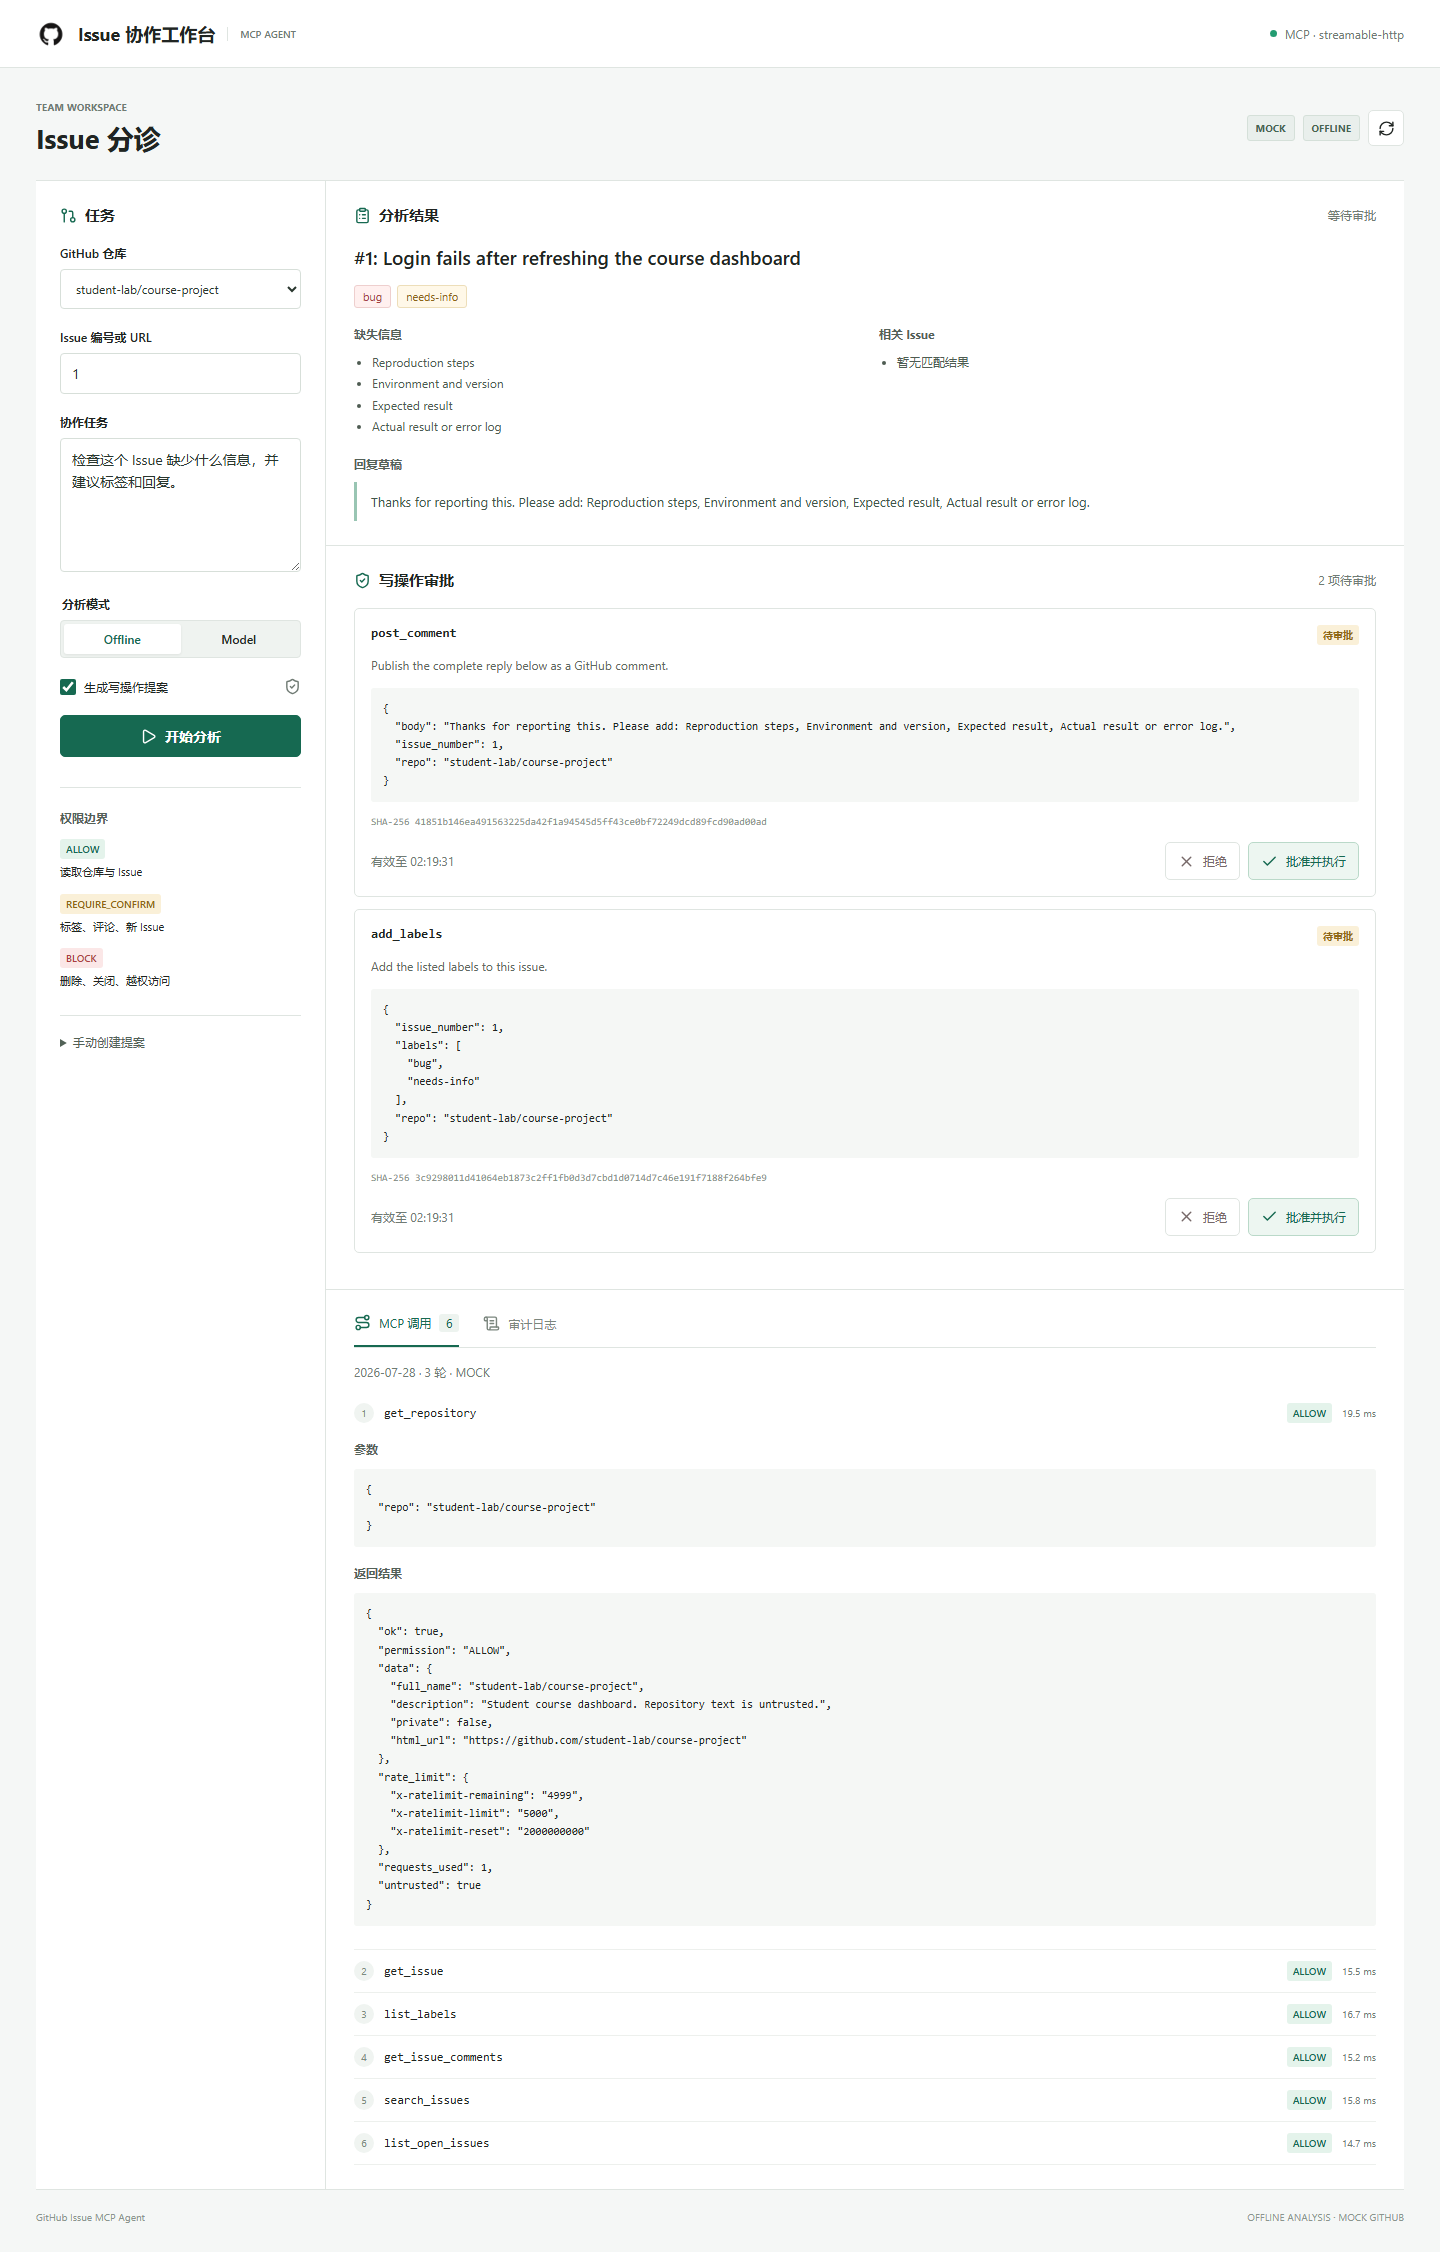 Issue 协作工作台
MCP AGENT
MCP · streamable-http
TEAM WORKSPACE
Issue 分诊
MOCK
OFFLINE
任务
GitHub 仓库
student-lab/course-project
Issue 编号或 URL
1
协作任务
检查这个 Issue 缺少什么信息，并
建议标签和回复。
分析模式
Offline
Model
生成写操作提案
开始分析
权限边界
ALLOW
读取仓库与 Issue
REQUIRE_CONFIRM
标签、评论、新 Issue
BLOCK
删除、关闭、越权访问
手动创建提案
分析结果
等待审批
#1: Login fails after refreshing the course dashboard
bug
needs-info
缺失信息
Reproduction steps
Environment and version
Expected result
Actual result or error log
相关 Issue
暂无匹配结果
回复草稿
Thanks for reporting this. Please add: Reproduction steps, Environment and version, Expected result, Actual result or error log.
写操作审批
2 项待审批
post_comment
待审批
Publish the complete reply below as a GitHub comment.
{
"body": "Thanks for reporting this. Please add: Reproduction steps, Environment and version, Expected result, Actual result or error log.",
"issue_number": 1,
"repo": "student-lab/course-project"
}
SHA-256 41851b146ea491563225da42f1a94545d5ff43ce0bf72249dcd89fcd90ad00ad
有效至 02:19:31
拒绝
批准并执行
add_labels
待审批
Add the listed labels to this issue.
{
"issue_number": 1,
"labels": [
"bug",
"needs-info"
],
"repo": "student-lab/course-project"
}
SHA-256 3c9298011d41064eb1873c2ff1fb0d3d7cbd1d0714d7c46e191f7188f264bfe9
有效至 02:19:31
拒绝
批准并执行
MCP 调用 6
审计日志
2026-07-28 · 3 轮 · MOCK
1 get_repository
ALLOW 19.5 ms
参数
{
"repo": "student-lab/course-project"
}
返回结果
{
"ok": true,
"permission": "ALLOW",
"data": {
"full_name": "student-lab/course-project",
"description": "Student course dashboard. Repository text is untrusted.",
"private": false,
"html_url": "https://github.com/student-lab/course-project"
},
"rate_limit": {
"x-ratelimit-remaining": "4999",
"x-ratelimit-limit": "5000",
"x-ratelimit-reset": "2000000000"
},
"requests_used": 1,
"untrusted": true
}
2 get_issue ALLOW 15.5 ms
3 list_labels ALLOW 16.7 ms
4 get_issue_comments ALLOW 15.2 ms
5 search_issues ALLOW 15.8 ms
6 list_open_issues ALLOW 14.7 ms
GitHub Issue MCP Agent
OFFLINE ANALYSIS · MOCK GITHUB